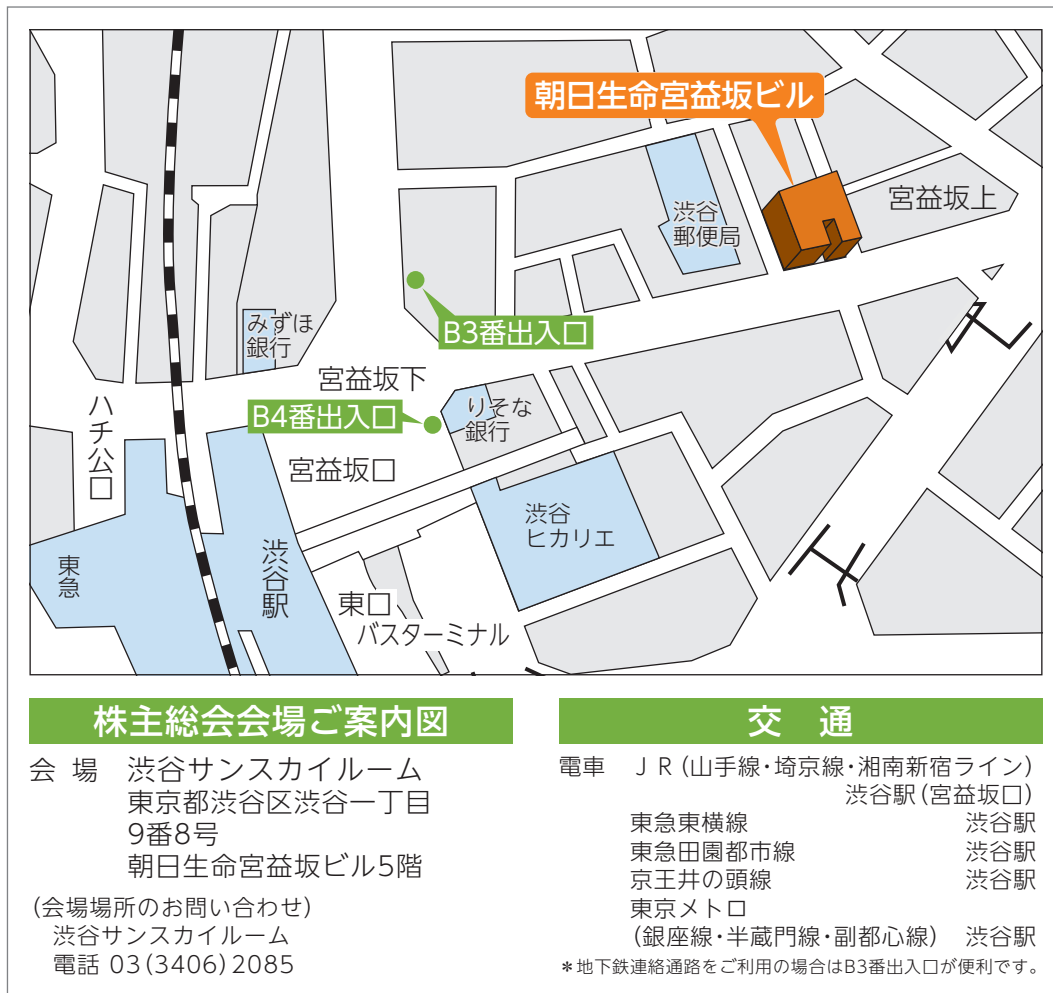 朝日生命宮益坂ビル
宮益坂上
渋谷
郵便局
B3番出入口
みずほ
銀行
宮益坂下
B4番出入口
りそな
銀行
ハチ公口
宮益坂口
渋谷
ヒカリエ
東急
渋谷駅
東口
バスターミナル
株主総会会場ご案内図
会 場 渋谷サンスカイルーム
東京都渋谷区渋谷一丁目
9番8号
朝日生命宮益坂ビル5階
(会場場所のお問い合わせ)
渋谷サンスカイルーム
電話 03(3406)2085
交 通
電車 JR(山手線・埼京線・湘南新宿ライン)
渋谷駅(宮益坂口)
東急東横線 渋谷駅
東急田園都市線 渋谷駅
京王井の頭線 渋谷駅
東京メトロ
(銀座線・半蔵門線・副都心線) 渋谷駅
*地下鉄連絡通路をご利用の場合はB3番出入口が便利です。